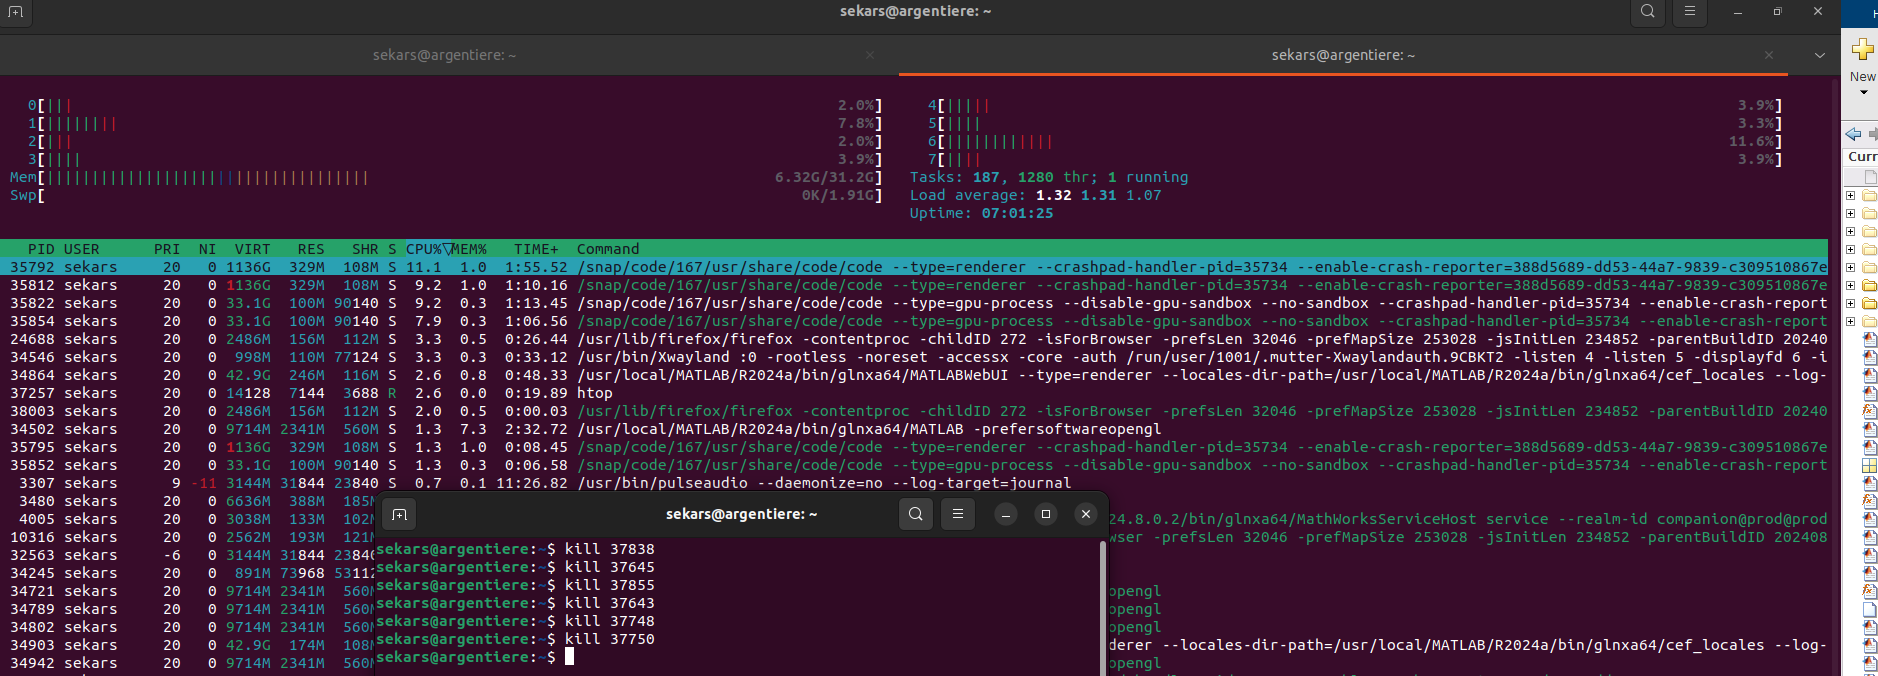 sekars@argentiere: ~
H
sekars@argentiere: ~ × sekars@argentiere: ~ ×
New
0[||| 2.0%] 4[||||| 3.9%]
1[|||||||| 7.8%] 5[|||| 3.3%]
2[||| 2.0%] 6[|||||||||||| 11.6%]
3[|||| 3.9%] 7[|||| 3.9%]
Curr
Mem[|||||||||||||||||||||||||||||||||||| 6.32G/31.2G] Tasks: 187, 1280 thr; 1 running
Swp[ 0K/1.91G] Load average: 1.32 1.31 1.07
Uptime: 07:01:25
PID USER PRI NI VIRT RES SHR S CPU%▽MEM% TIME+ Command
35792 sekars 20 0 1136G 329M 108M S 11.1 1.0 1:55.52 /snap/code/167/usr/share/code/code --type=renderer --crashpad-handler-pid=35734 --enable-crash-reporter=388d5689-dd53-44a7-9839-c309510867e
35812 sekars 20 0 1136G 329M 108M S 9.2 1.0 1:10.16 /snap/code/167/usr/share/code/code --type=renderer --crashpad-handler-pid=35734 --enable-crash-reporter=388d5689-dd53-44a7-9839-c309510867e
35822 sekars 20 0 33.1G 100M 90140 S 9.2 0.3 1:13.45 /snap/code/167/usr/share/code/code --type=gpu-process --disable-gpu-sandbox --no-sandbox --crashpad-handler-pid=35734 --enable-crash-report
35854 sekars 20 0 33.1G 100M 90140 S 7.9 0.3 1:06.56 /snap/code/167/usr/share/code/code --type=gpu-process --disable-gpu-sandbox --no-sandbox --crashpad-handler-pid=35734 --enable-crash-report
24688 sekars 20 0 2486M 156M 112M S 3.3 0.5 0:26.44 /usr/lib/firefox/firefox -contentproc -childID 272 -isForBrowser -prefsLen 32046 -prefMapSize 253028 -jsInitLen 234852 -parentBuildID 20240
34546 sekars 20 0 998M 110M 77124 S 3.3 0.3 0:33.12 /usr/bin/Xwayland :0 -rootless -noreset -accessx -core -auth /run/user/1001/.mutter-Xwaylandauth.9CBKT2 -listen 4 -listen 5 -displayfd 6 -i
34864 sekars 20 0 42.9G 246M 116M S 2.6 0.8 0:48.33 /usr/local/MATLAB/R2024a/bin/glnxa64/MATLABWebUI --type=renderer --locales-dir-path=/usr/local/MATLAB/R2024a/bin/glnxa64/cef_locales --log-
37257 sekars 20 0 14128 7144 3688 R 2.6 0.0 0:19.89 htop
38003 sekars 20 0 2486M 156M 112M S 2.0 0.5 0:00.03 /usr/lib/firefox/firefox -contentproc -childID 272 -isForBrowser -prefsLen 32046 -prefMapSize 253028 -jsInitLen 234852 -parentBuildID 20240
34502 sekars 20 0 9714M 2341M 560M S 1.3 7.3 2:32.72 /usr/local/MATLAB/R2024a/bin/glnxa64/MATLAB -prefersoftwareopengl
35795 sekars 20 0 1136G 329M 108M S 1.3 1.0 0:08.45 /snap/code/167/usr/share/code/code --type=renderer --crashpad-handler-pid=35734 --enable-crash-reporter=388d5689-dd53-44a7-9839-c309510867e
35852 sekars 20 0 33.1G 100M 90140 S 1.3 0.3 0:06.58 /snap/code/167/usr/share/code/code --type=gpu-process --disable-gpu-sandbox --no-sandbox --crashpad-handler-pid=35734 --enable-crash-report
3307 sekars 9 -11 3144M 31844 23840 S 0.7 0.1 11:26.82 /usr/bin/pulseaudio --daemonize=no --log-target=journal
3480 sekars 20 0 6636M 388M 185M
4005 sekars 20 0 3038M 133M 102M 24.8.0.2/bin/glnxa64/MathWorksServiceHost service --realm-id companion@prod@prod
10316 sekars 20 0 2562M 193M 121M wser -prefsLen 32046 -prefMapSize 253028 -jsInitLen 234852 -parentBuildID 202408
32563 sekars -6 0 3144M 31844 23840
34245 sekars 20 0 891M 73968 53112
34721 sekars 20 0 9714M 2341M 560M opengl
34789 sekars 20 0 9714M 2341M 560M opengl
34802 sekars 20 0 9714M 2341M 560M opengl
34903 sekars 20 0 42.9G 174M 108M derer --locales-dir-path=/usr/local/MATLAB/R2024a/bin/glnxa64/cef_locales --log-
34942 sekars 20 0 9714M 2341M 560M opengl
sekars@argentiere: ~
sekars@argentiere:~$ kill 37838
sekars@argentiere:~$ kill 37645
sekars@argentiere:~$ kill 37855
sekars@argentiere:~$ kill 37643
sekars@argentiere:~$ kill 37748
sekars@argentiere:~$ kill 37750
sekars@argentiere:~$